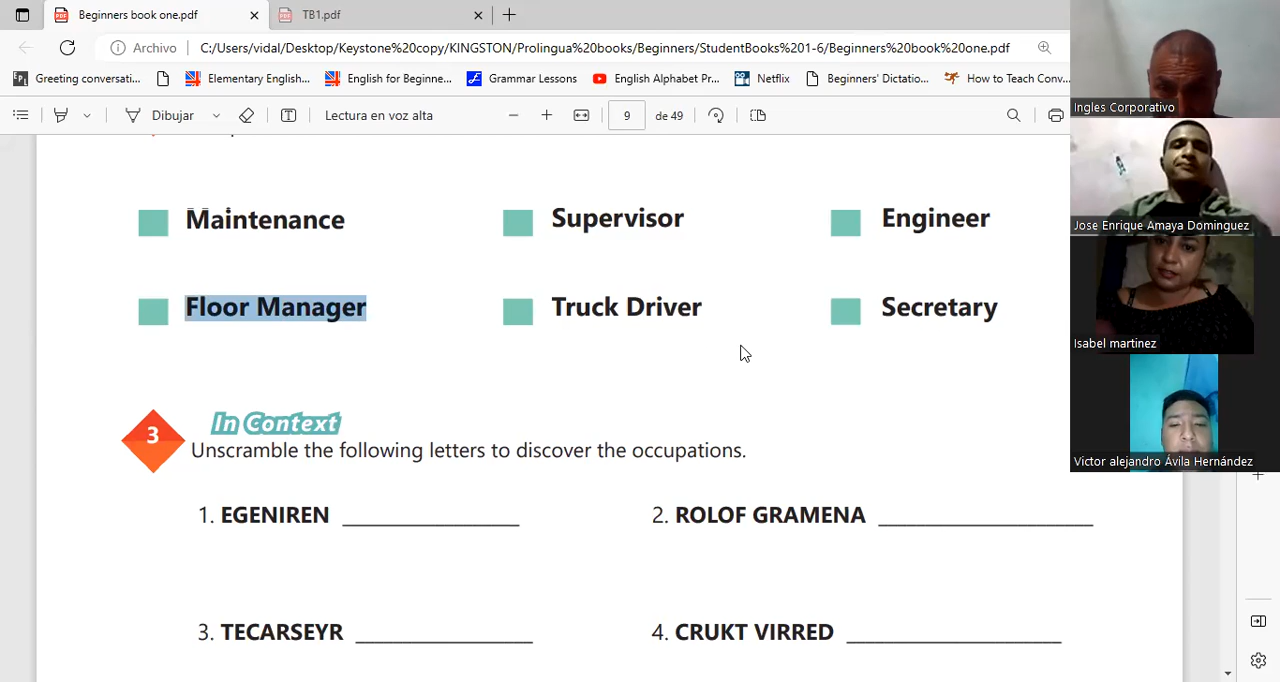 Beginners book one.pdf
TB1.pdf
Archivo C:/Users/vidal/Desktop/Keystone%20copy/KINGSTON/Prolingua%20books/Beginners/StudentBooks%201-6/Beginners%20book%20one.pdf
Greeting conversati... Elementary English... English for Beginne... Grammar Lessons English Alphabet Pr... Netflix Beginners' Dictatio... How to Teach Conv...
Dibujar Lectura en voz alta 9 de 49
Maintenance Supervisor Engineer
Floor Manager Truck Driver Secretary
3 In Context
Unscramble the following letters to discover the occupations.
1. EGENIREN _______________ 2. ROLOF GRAMENA __________________
3. TECARSEYR _______________ 4. CRUKT VIRRED __________________
Ingles Corporativo
Jose Enrique Amaya Dominguez
Isabel martinez
Victor alejandro Ávila Hernández